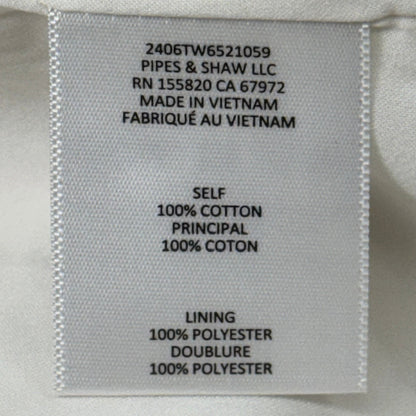 2406TW6521059
PIPES & SHAW LLC
RN 155820 CA 67972
MADE IN VIETNAM
FABRIQUÉ AU VIETNAM
SELF
100% COTTON
PRINCIPAL
100% COTON
LINING
100% POLYESTER
DOUBLURE
100% POLYESTER